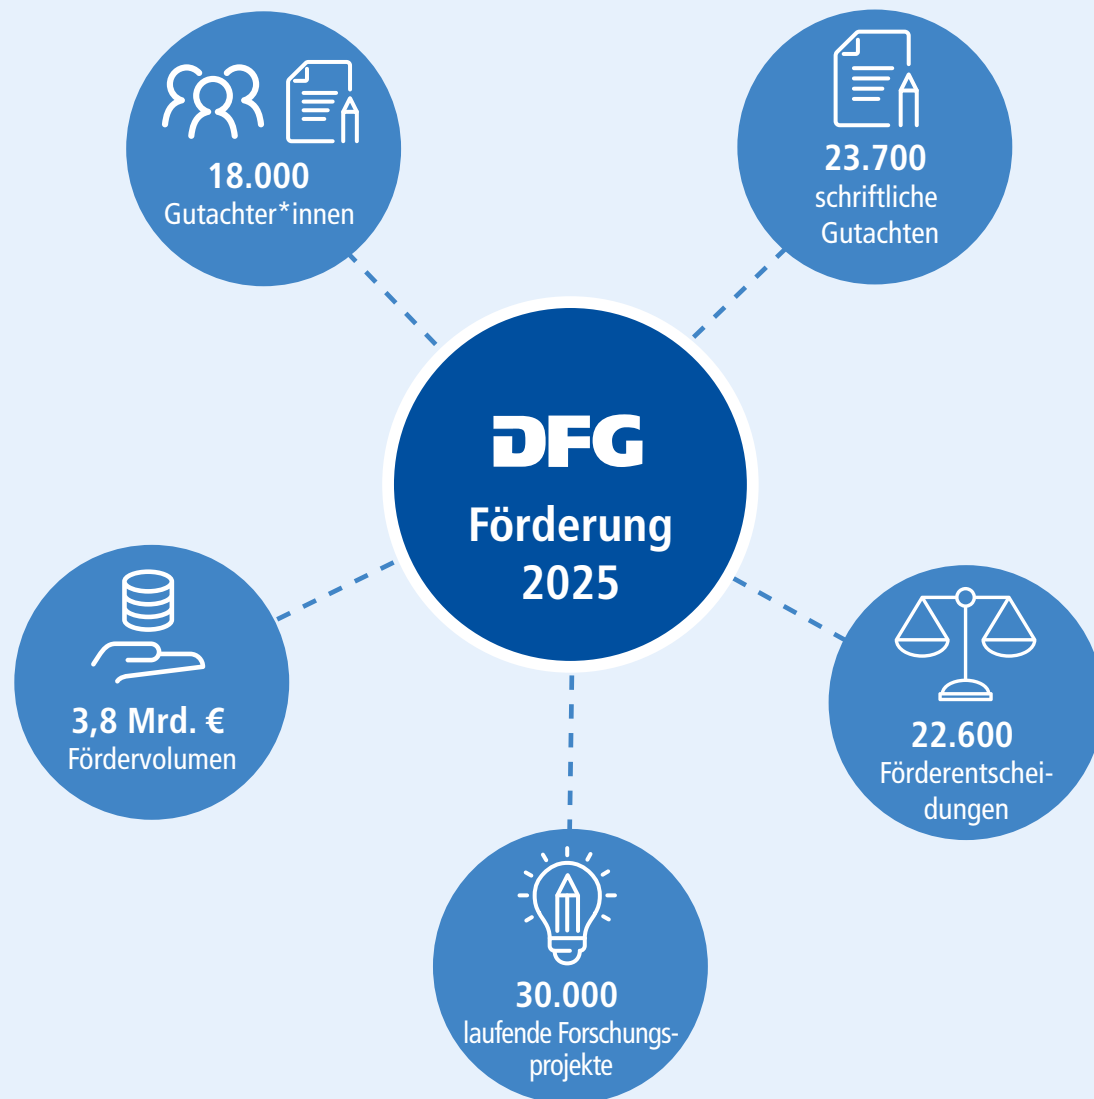 18.000
Gutachter*innen
23.700
schriftliche
Gutachten
DFG
Förderung
2025
3,8 Mrd. €
Fördervolumen
22.600
Förderentschei-
dungen
30.000
laufende Forschungs-
projekte